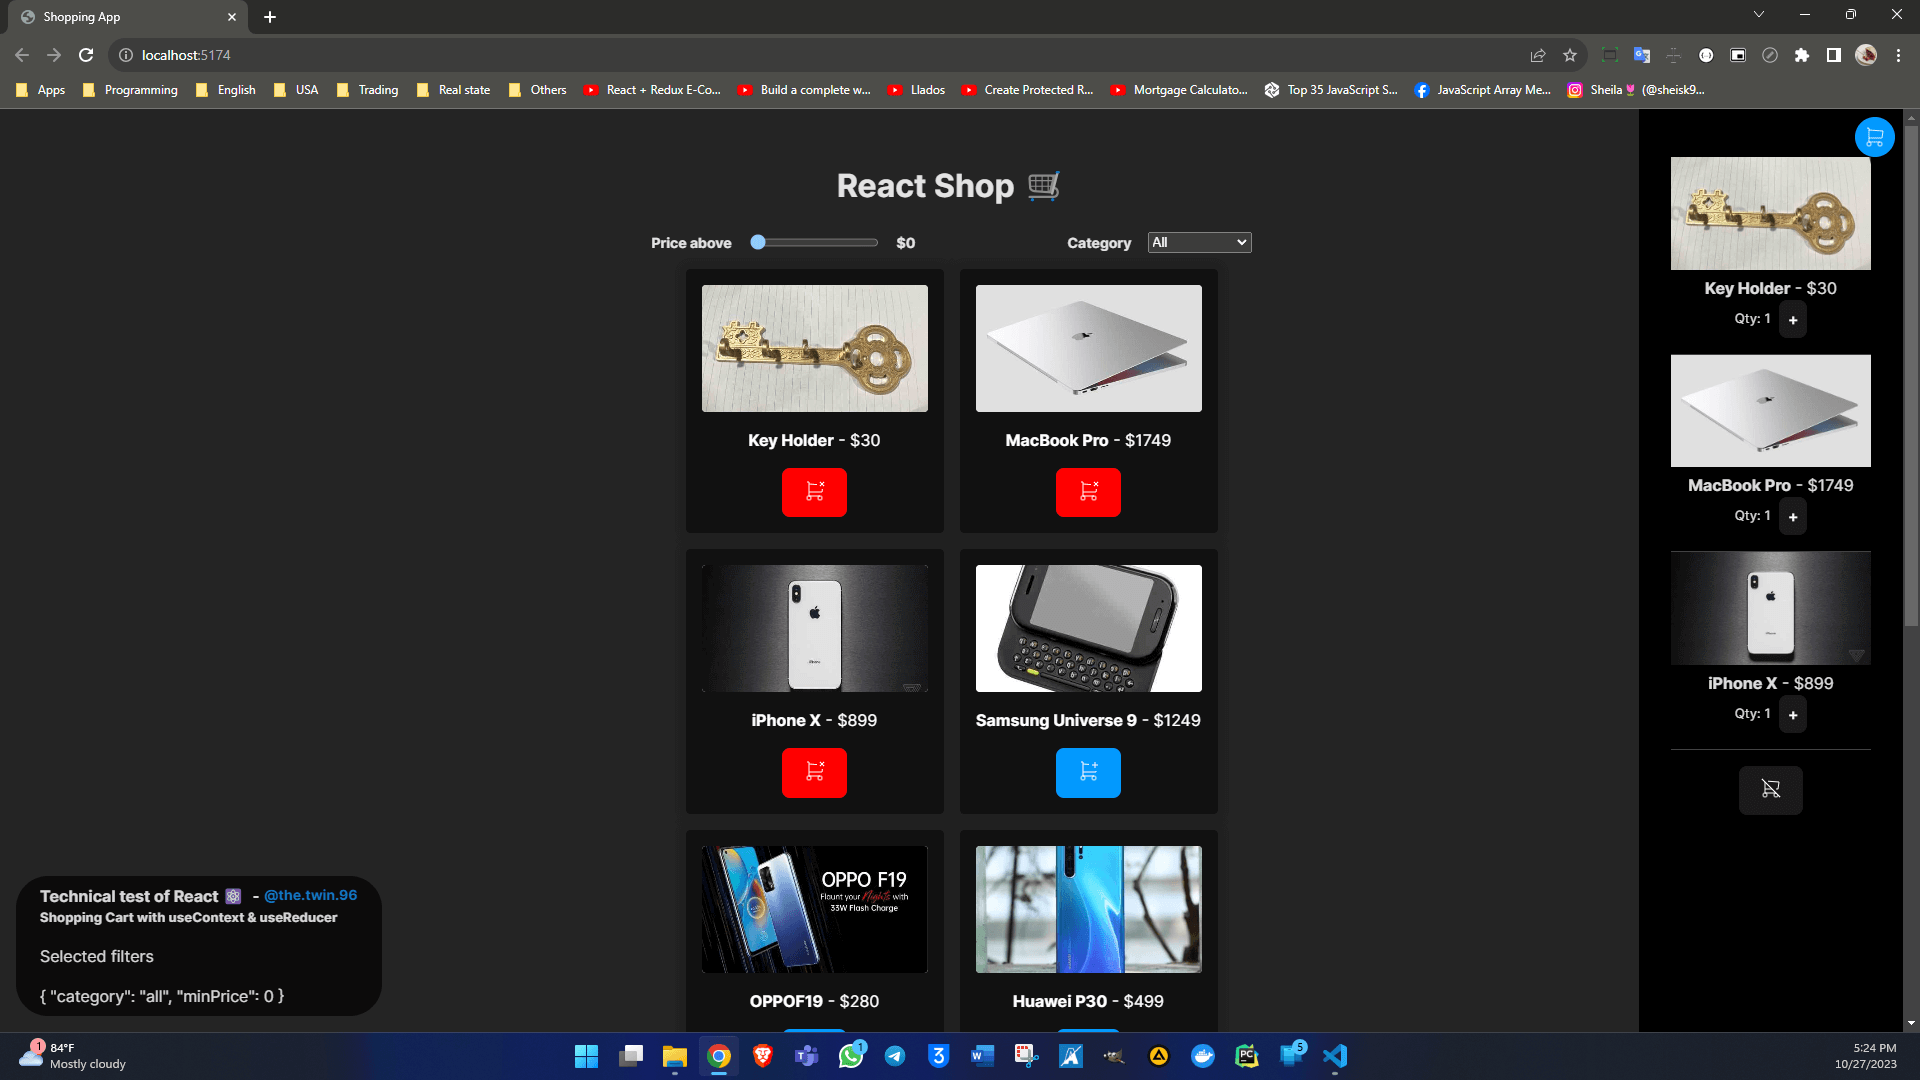 Shopping App
localhost:5174
Apps
Programming
English
USA
Trading
Real state
Others
React + Redux E-Co...
Build a complete w...
Llados
Create Protected R...
Mortgage Calculato...
Top 35 JavaScript S...
JavaScript Array Me...
Sheila🌷 (@sheisk9...
React Shop 🛒
Price above
$0
Category
All
Key Holder - $30
MacBook Pro - $1749
iPhone X - $899
Samsung Universe 9 - $1249
OPPO F19
Flaunt your Nights with
33W Flash Charge
OPPOF19 - $280
Huawei P30 - $499
Key Holder - $30
Qty: 1 +
MacBook Pro - $1749
Qty: 1 +
iPhone X - $899
Qty: 1 +
Technical test of React ⚛️ - @the.twin.96
Shopping Cart with useContext & useReducer
Selected filters
{ "category": "all", "minPrice": 0 }
1
84°F
Mostly cloudy
1
5
5:24 PM
10/27/2023